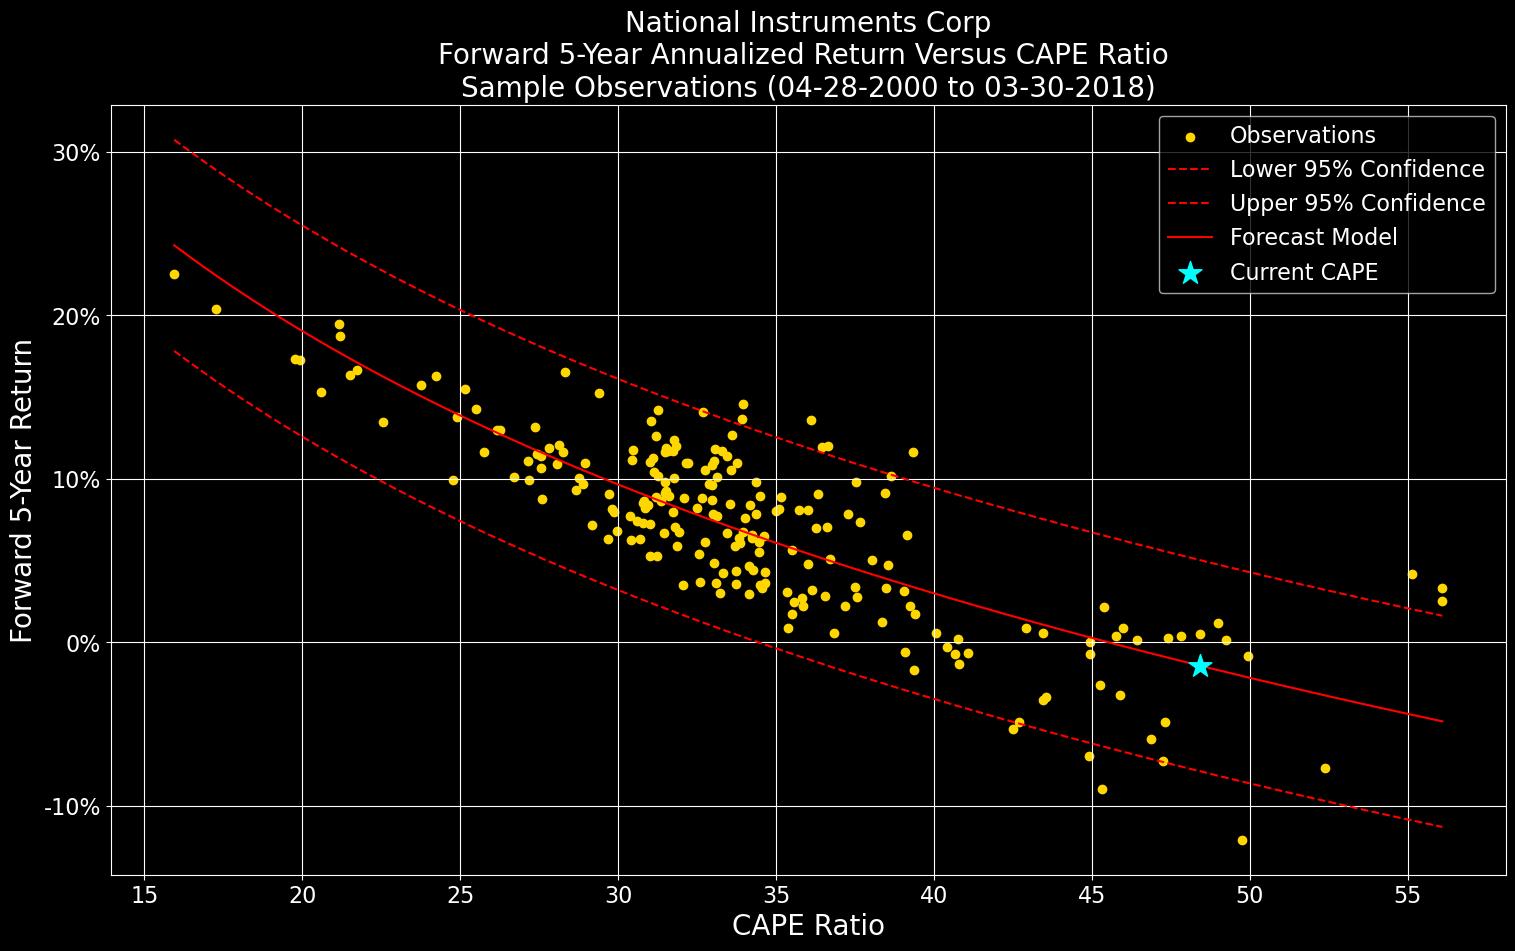 National Instruments Corp
Forward 5-Year Annualized Return Versus CAPE Ratio
Sample Observations (04-28-2000 to 03-30-2018)
Observations
Lower 95% Confidence
Upper 95% Confidence
Forecast Model
Current CAPE
Forward 5-Year Return
30%
20%
10%
0%
-10%
15 20 25 30 35 40 45 50 55
CAPE Ratio